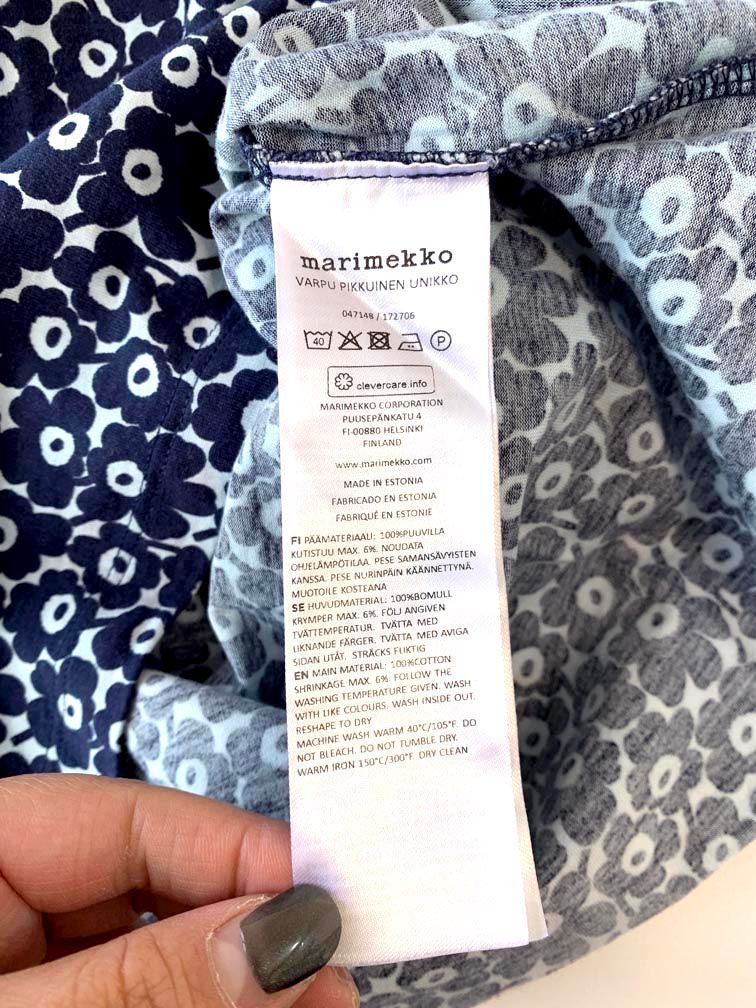 marimekko
VARPU PIKKUINEN UNIKKO
047148 / 172706
40 P
clevercare.info
MARIMEKKO CORPORATION
PUUSEPÄNKATU 4
FI-00880 HELSINKI
FINLAND
www.marimekko.com
MADE IN ESTONIA
FABRICADO EN ESTONIA
FABRIQUÉ EN ESTONIE
FI PÄÄMATERIAALI: 100%PUUVILLA
KUTISTUU MAX. 6%. NOUDATA
OHJELÄMPÖTILAA. PESE SAMANSÄVYISTEN
KANSSA. PESE NURINPÄIN KÄÄNNETTYNÄ.
MUOTOILE KOSTEANA
SE HUVUDMATERIAL: 100%BOMULL
KRYMPER MAX. 6%. FÖLJ ANGIVEN
TVÄTTEMPERATUR. TVÄTTA MED
LIKNANDE FÄRGER. TVÄTTA MED AVIGA
SIDAN UTÅT. STRÄCKS FUKTIG
EN MAIN MATERIAL: 100%COTTON
SHRINKAGE MAX. 6%. FOLLOW THE
WASHING TEMPERATURE GIVEN. WASH
WITH LIKE COLOURS. WASH INSIDE OUT.
RESHAPE TO DRY
MACHINE WASH WARM 40°C/105°F. DO
NOT BLEACH. DO NOT TUMBLE DRY.
WARM IRON 150°C/300°F. DRY CLEAN